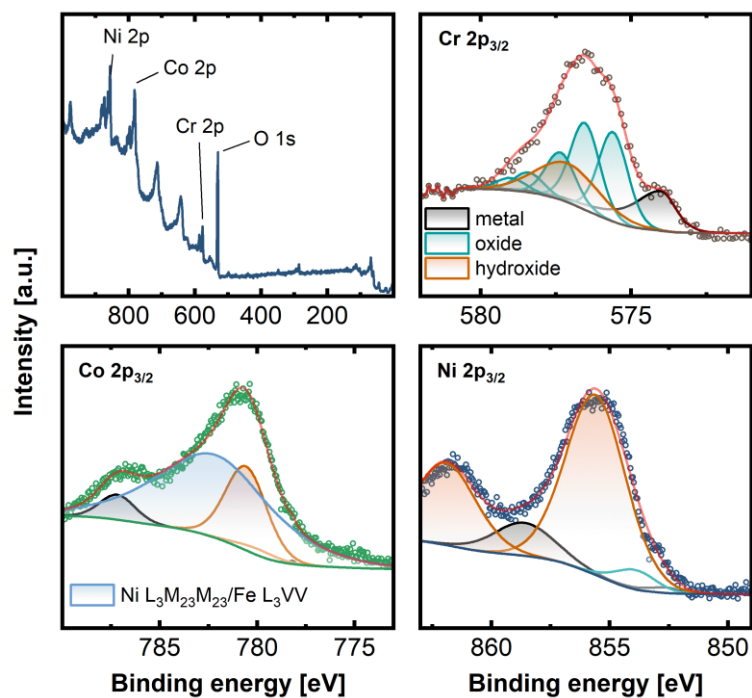 Intensity [a.u.]
Ni 2p
Co 2p
Cr 2p
O 1s
800 600 400 200
Cr 2p3/2
metal
oxide
hydroxide
580 575
Co 2p3/2
Ni L3M23M23/Fe L3VV
785 780 775
Binding energy [eV]
Ni 2p3/2
860 855 850
Binding energy [eV]